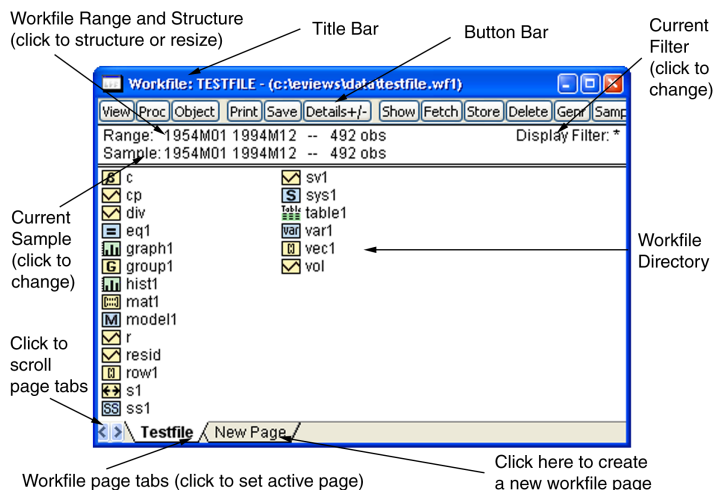 Workfile Range and Structure
(click to structure or resize)
Title Bar
Button Bar
Current
Filter
(click to
change)
Workfile: TESTFILE - (c:\eviews\data\testfile.wf1)
View Proc Object Print Save Details+/- Show Fetch Store Delete Genr Samp
Range: 1954M01 1994M12 -- 492 obs
Display Filter: *
Sample: 1954M01 1994M12 -- 492 obs
Current
Sample
(click to
change)
β c
cp
div
= eq1
graph1
G group1
hist1
mat1
M model1
r
resid
row1
s1
SS ss1
sv1
S sys1
Table table1
var var1
vec1
vol
Workfile
Directory
Click to
scroll
page tabs
Testfile
New Page
Workfile page tabs (click to set active page)
Click here to create
a new workfile page